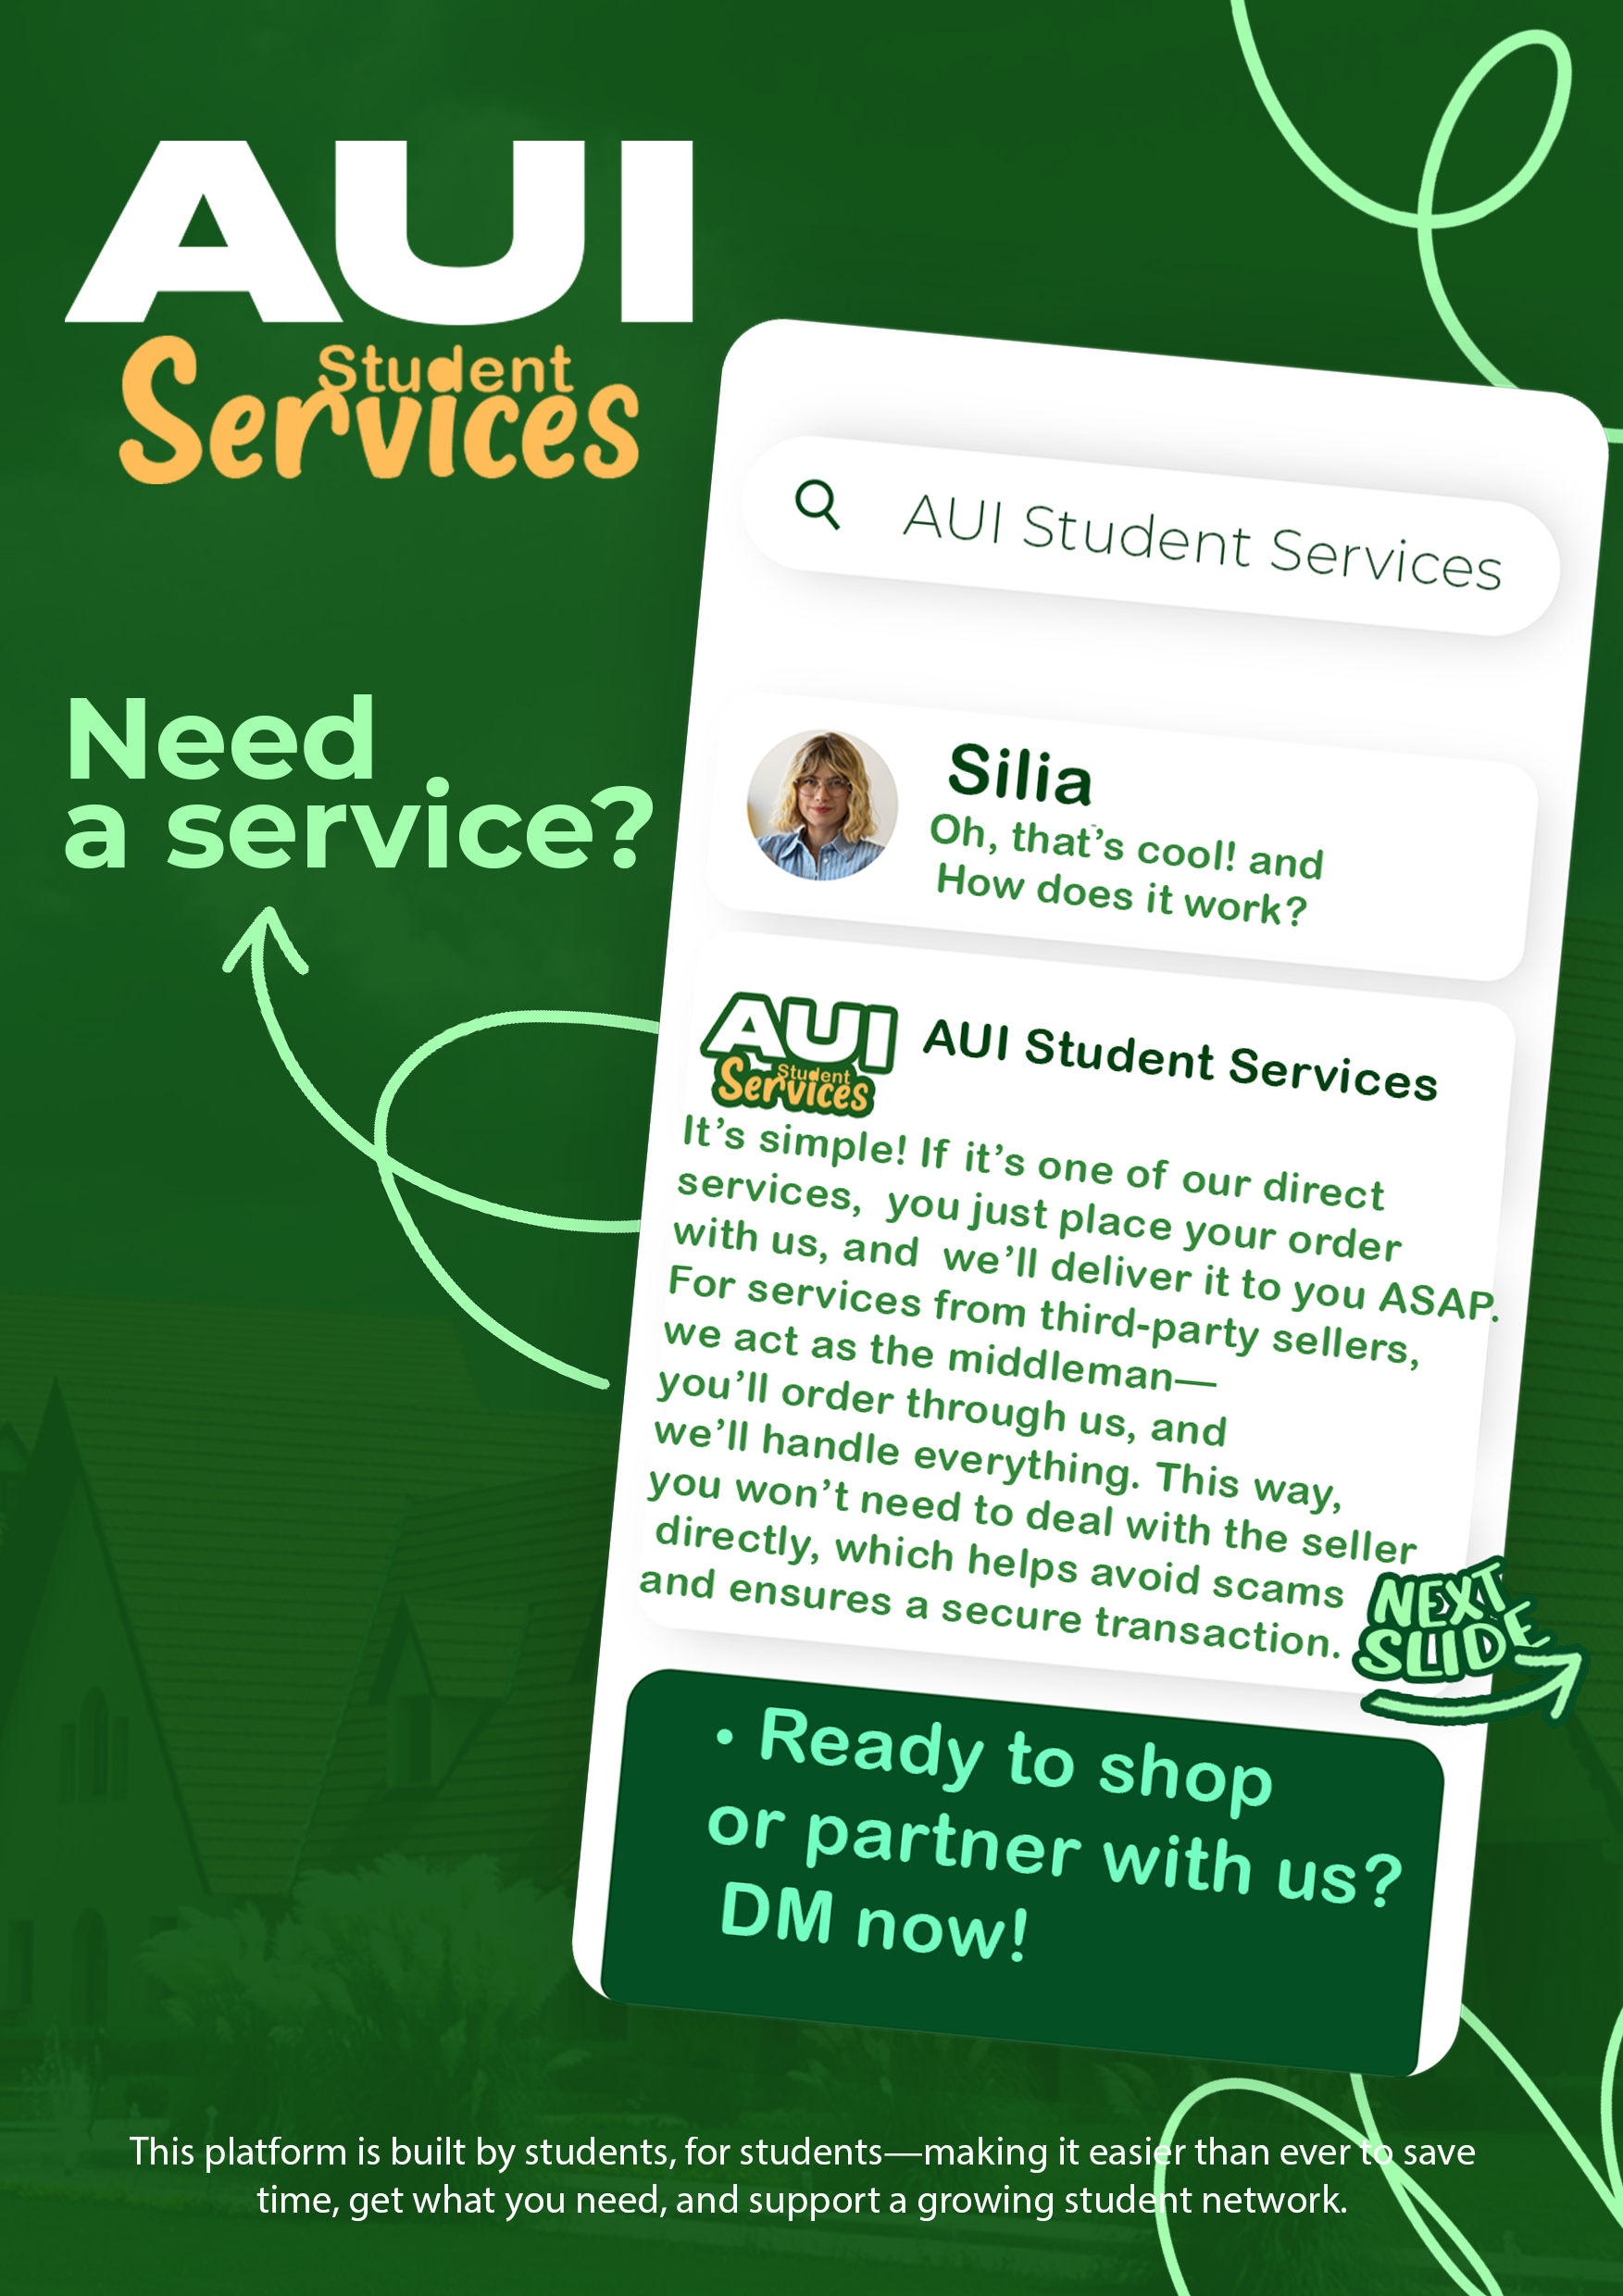 AUI
Student
Services
AUI Student Services
Need
a service?
Silia
Oh, that's cool! and
How does it work?
AUI
Student
Services
AUI Student Services
It's simple! If it's one of our direct
services, you just place your order
with us, and we'll deliver it to you ASAP.
For services from third-party sellers,
we act as the middleman—
you'll order through us, and
we'll handle everything. This way,
you won't need to deal with the seller
directly, which helps avoid scams
and ensures a secure transaction.
NEXT
SLIDE
• Ready to shop
or partner with us?
DM now!
This platform is built by students, for students—making it easier than ever to save
time, get what you need, and support a growing student network.